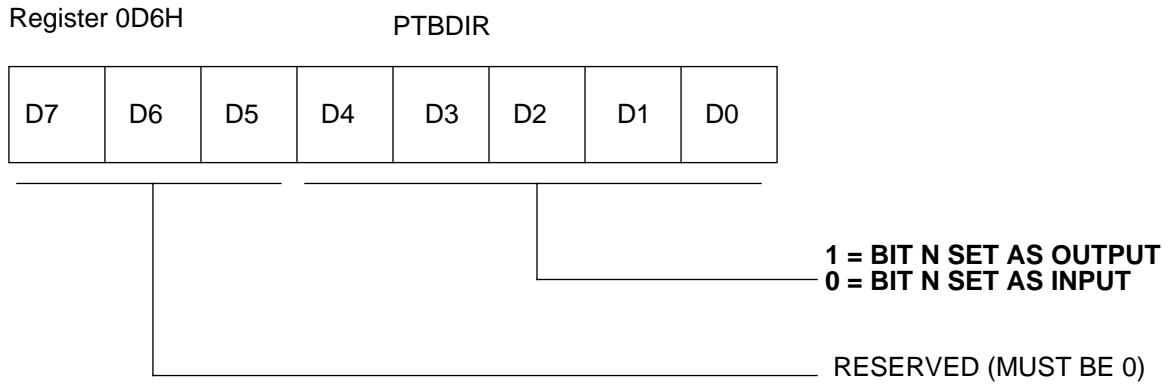 Register 0D6H
PTBDIR
D7 D6 D5 D4 D3 D2 D1 D0
1 = BIT N SET AS OUTPUT
0 = BIT N SET AS INPUT
RESERVED (MUST BE 0)